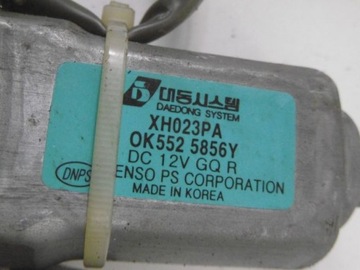 대동시스템
DAEDONG SYSTEM
XH023PA
OK552 5856Y
DC 12V GQ R
DNPS ENSO PS CORPORATION
MADE IN KOREA